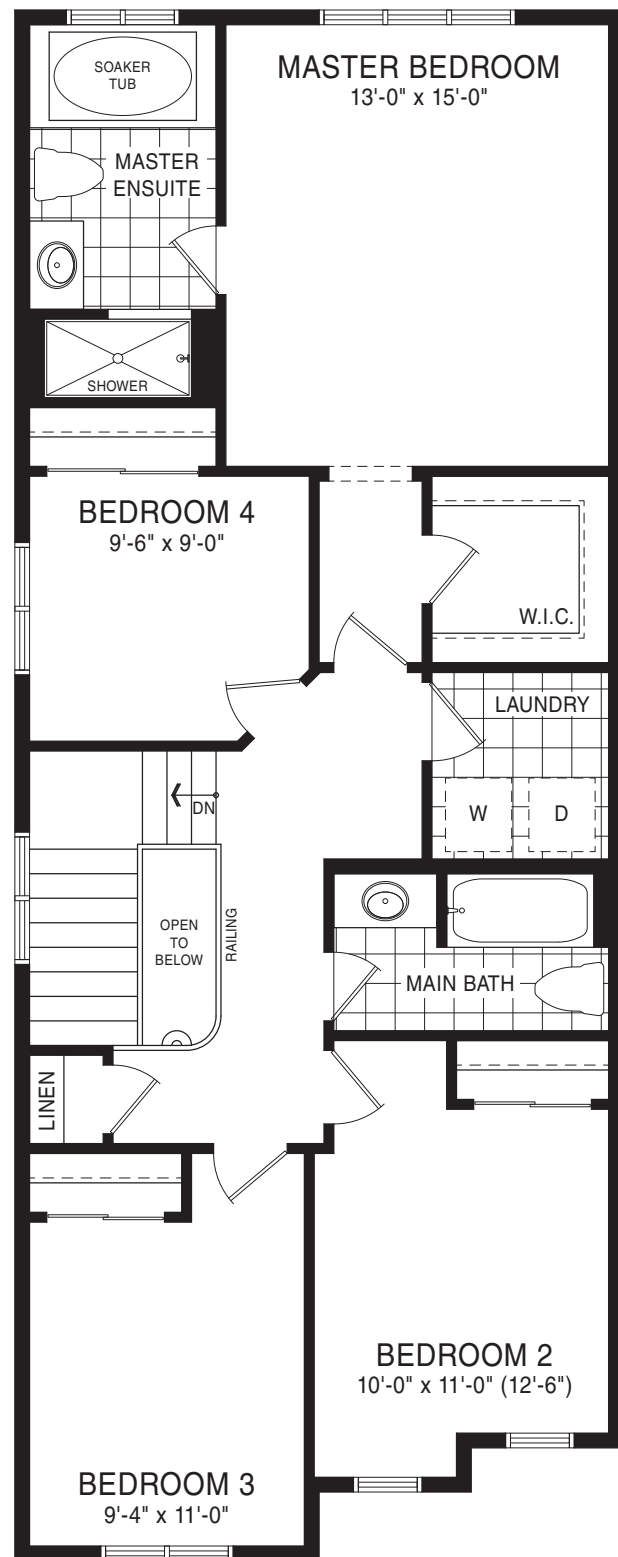 SOAKER
TUB
MASTER BEDROOM
13'-0" x 15'-0"
MASTER
ENSUITE
SHOWER
BEDROOM 4
9'-6" x 9'-0"
W.I.C.
LAUNDRY
W
D
DN
OPEN
TO
BELOW
RAILING
MAIN BATH
LINEN
BEDROOM 2
10'-0" x 11'-0" (12'-6")
BEDROOM 3
9'-4" x 11'-0"